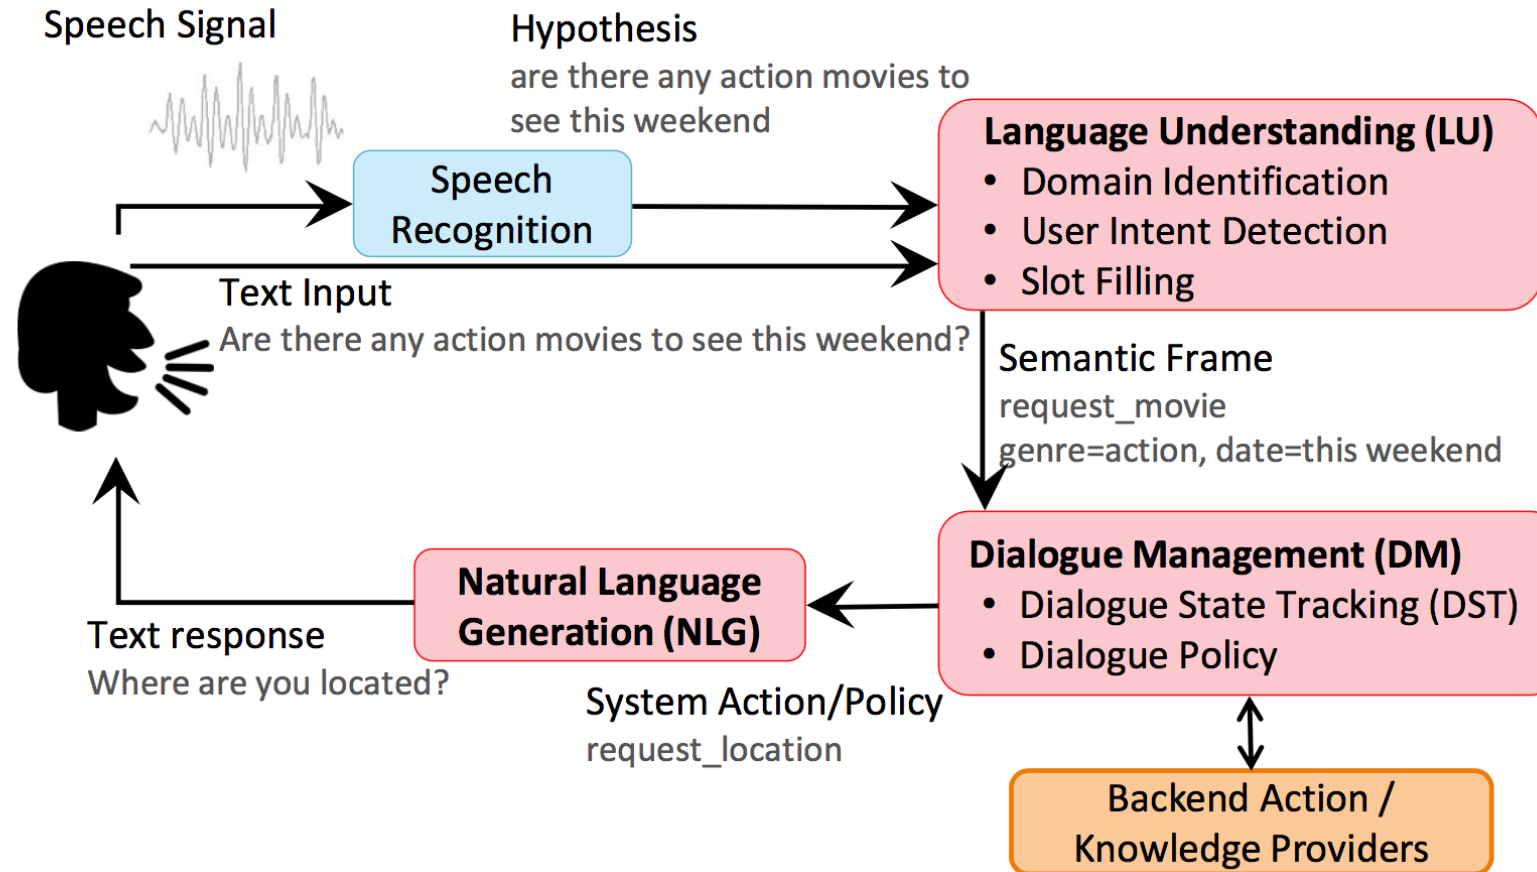 Speech Signal
Hypothesis
are there any action movies to
see this weekend
Speech
Recognition
Language Understanding (LU)
• Domain Identification
• User Intent Detection
• Slot Filling
Text Input
Are there any action movies to see this weekend?
Semantic Frame
request_movie
genre=action, date=this weekend
Dialogue Management (DM)
• Dialogue State Tracking (DST)
• Dialogue Policy
Natural Language
Generation (NLG)
Text response
Where are you located?
System Action/Policy
request_location
Backend Action /
Knowledge Providers